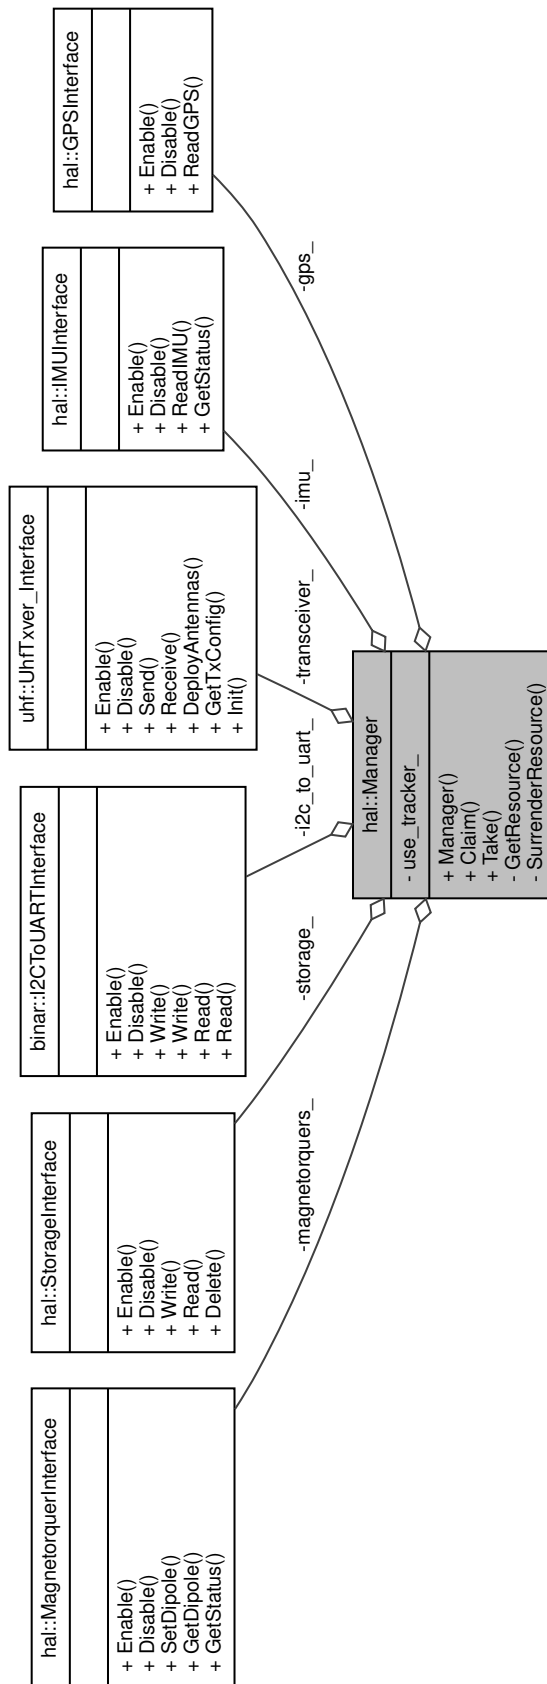 hal::MagnetorquerInterface
+ Enable()
+ Disable()
+ SetDipole()
+ GetDipole()
+ GetStatus()
hal::StorageInterface
+ Enable()
+ Disable()
+ Write()
+ Read()
+ Delete()
binar::I2CToUARTInterface
+ Enable()
+ Disable()
+ Write()
+ Write()
+ Read()
+ Read()
uhf::UhfTxver_Interface
+ Enable()
+ Disable()
+ Send()
+ Receive()
+ DeployAntennas()
+ GetTxConfig()
+ Init()
hal::IMUInterface
+ Enable()
+ Disable()
+ ReadIMU()
+ GetStatus()
hal::GPSInterface
+ Enable()
+ Disable()
+ ReadGPS()
-magnetorquers_
-storage_
-i2c_to_uart_
-transceiver_
-imu_
-gps_
hal::Manager
- use_tracker_
+ Manager()
+ Claim()
+ Take()
- GetResource()
- SurrenderResource()